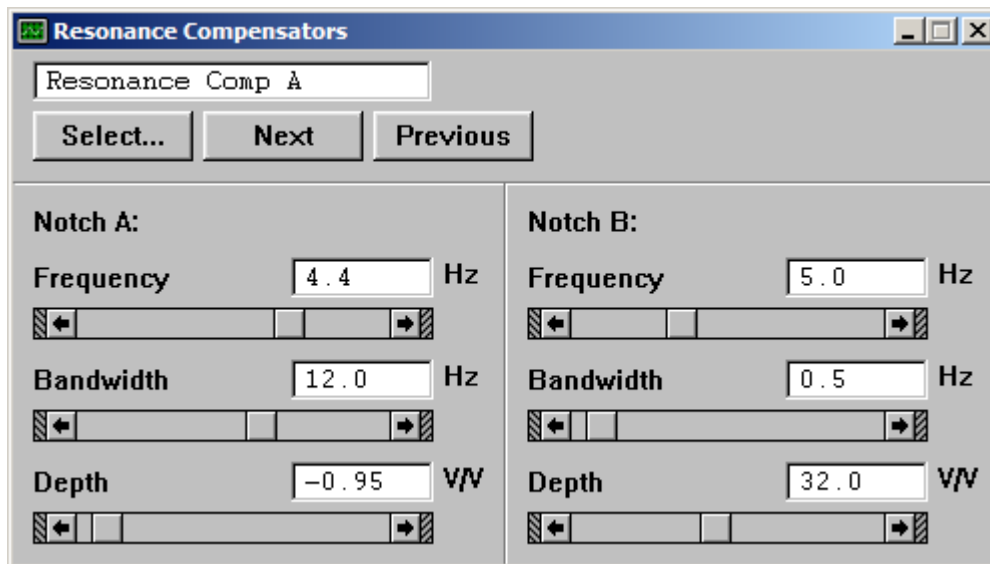 Resonance Compensators
Resonance Comp A
Select... Next Previous
Notch A:
Frequency 4.4 Hz
Bandwidth 12.0 Hz
Depth -0.95 V/V
Notch B:
Frequency 5.0 Hz
Bandwidth 0.5 Hz
Depth 32.0 V/V